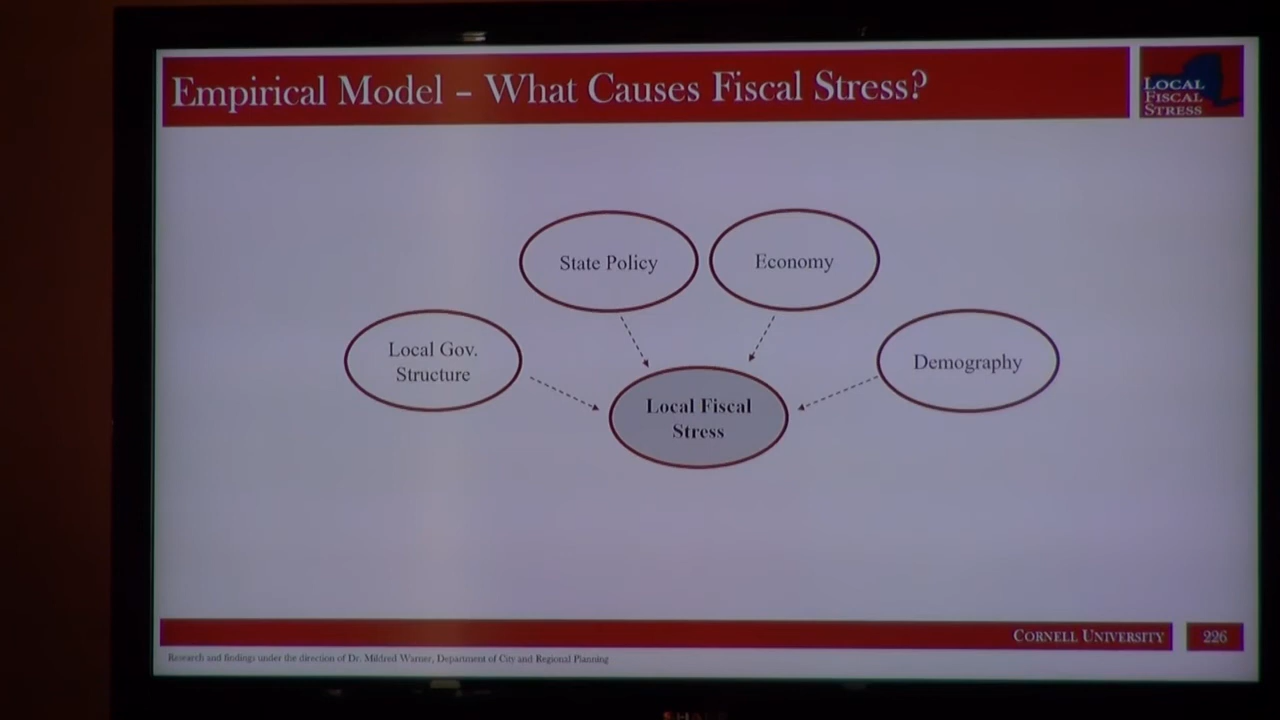 Empirical Model – What Causes Fiscal Stress?
LOCAL
FISCAL
STRESS
State Policy
Economy
Local Gov.
Structure
Demography
Local Fiscal
Stress
CORNELL UNIVERSITY
226
Research and findings under the direction of Dr. Mildred Warner, Department of City and Regional Planning
SHARP